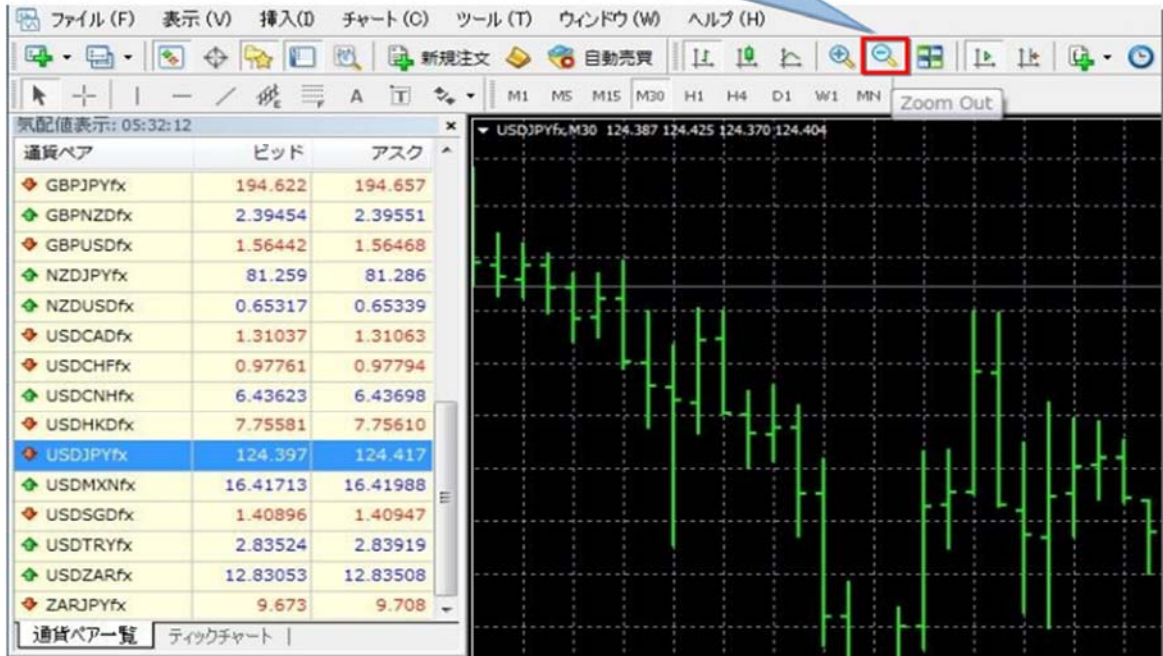 ファイル (F) 表示 (V) 挿入(I) チャート (C) ツール (T) ウィンドウ (W) ヘルプ (H)
新規注文 自動売買
A T M1 M5 M15 M30 H1 H4 D1 W1 MN
Zoom Out
気配値表示: 05:32:12
USDJPYfx,M30 124.387 124.425 124.370 124.404
通貨ペア ビッド アスク
GBPJPYfx 194.622 194.657
GBPNZDfx 2.39454 2.39551
GBPUSDfx 1.56442 1.56468
NZDJPYfx 81.259 81.286
NZDUSDfx 0.65317 0.65339
USDCADfx 1.31037 1.31063
USDCHFfx 0.97761 0.97794
USDCNHfx 6.43623 6.43698
USDHKDfx 7.75581 7.75610
USDJPYfx 124.397 124.417
USDMXNfx 16.41713 16.41988
USDSGDfx 1.40896 1.40947
USDTRYfx 2.83524 2.83919
USDZARfx 12.83053 12.83508
ZARJPYfx 9.673 9.708
通貨ペア一覧 ティックチャート